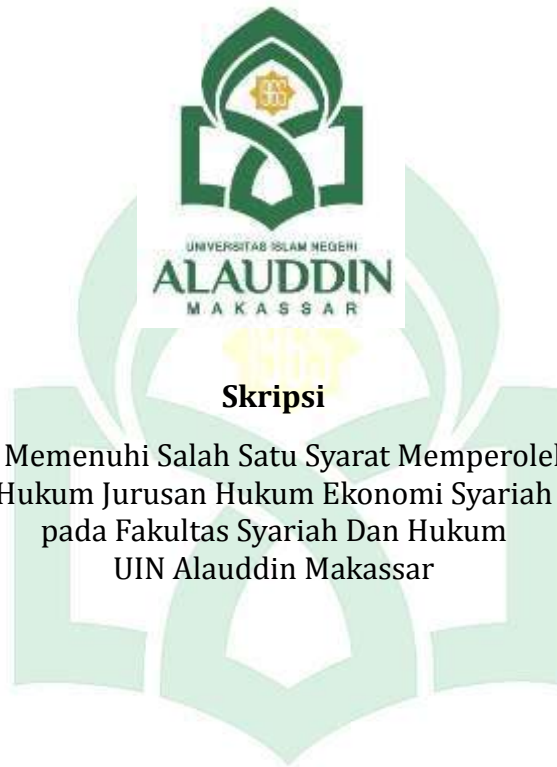 UNIVERSITAS ISLAM NEGERI
ALAUDDIN
MAKASSAR
Skripsi
Memenuhi Salah Satu Syarat Memperoleh
Hukum Jurusan Hukum Ekonomi Syariah
pada Fakultas Syariah Dan Hukum
UIN Alauddin Makassar